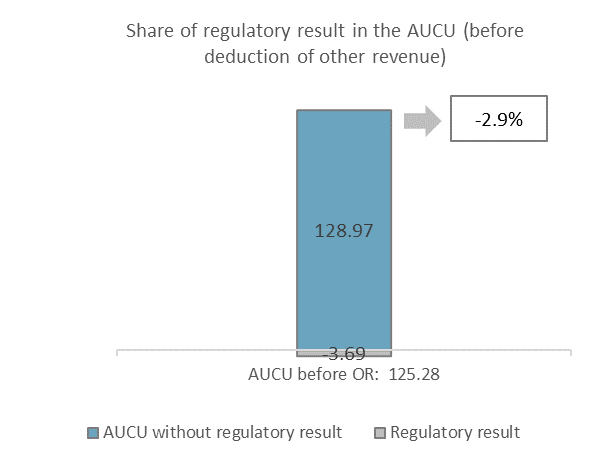 Share of regulatory result in the AUCU (before
deduction of other revenue)
-2.9%
128.97
-3.69
AUCU before OR: 125.28
AUCU without regulatory result
Regulatory result